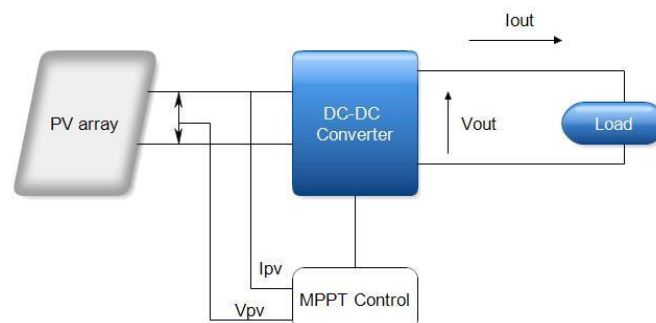 Iout
PV array
DC-DC
Converter
Vout
Load
Ipv
Vpv
MPPT Control